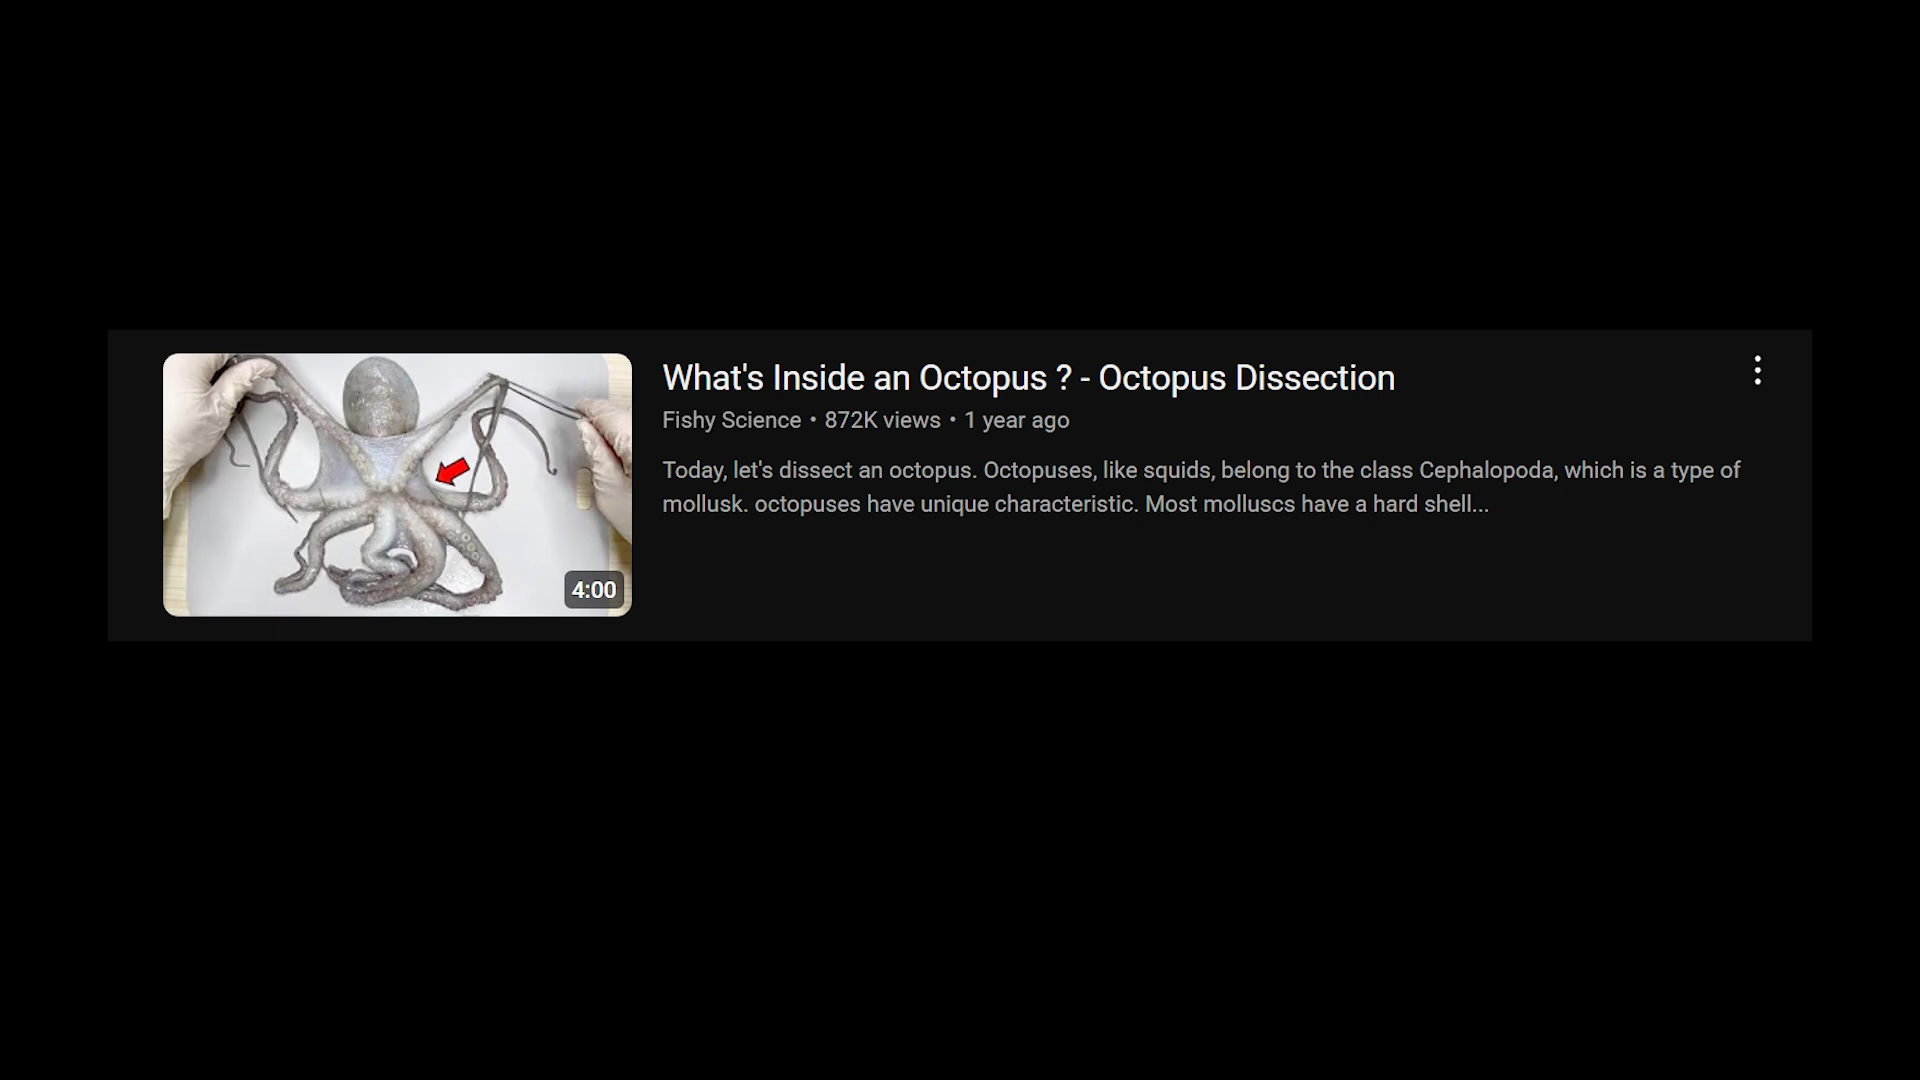 What's Inside an Octopus ? - Octopus Dissection
Fishy Science • 872K views • 1 year ago
Today, let's dissect an octopus. Octopuses, like squids, belong to the class Cephalopoda, which is a type of
mollusk. octopuses have unique characteristic. Most molluscs have a hard shell...
4:00